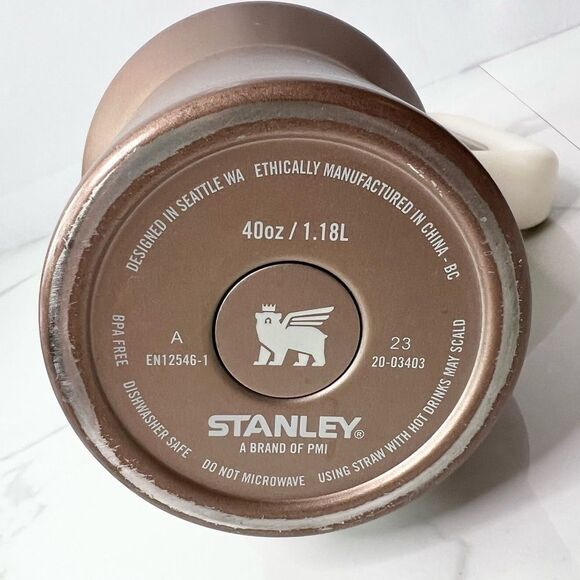 DESIGNED IN SEATTLE WA ETHICALLY MANUFACTURED IN CHINA - BC
40oz / 1.18L
A
EN12546-1
23
20-03403
STANLEY®
A BRAND OF PMI
BPA FREE DISHWASHER SAFE DO NOT MICROWAVE USING STRAW WITH HOT DRINKS MAY SCALD